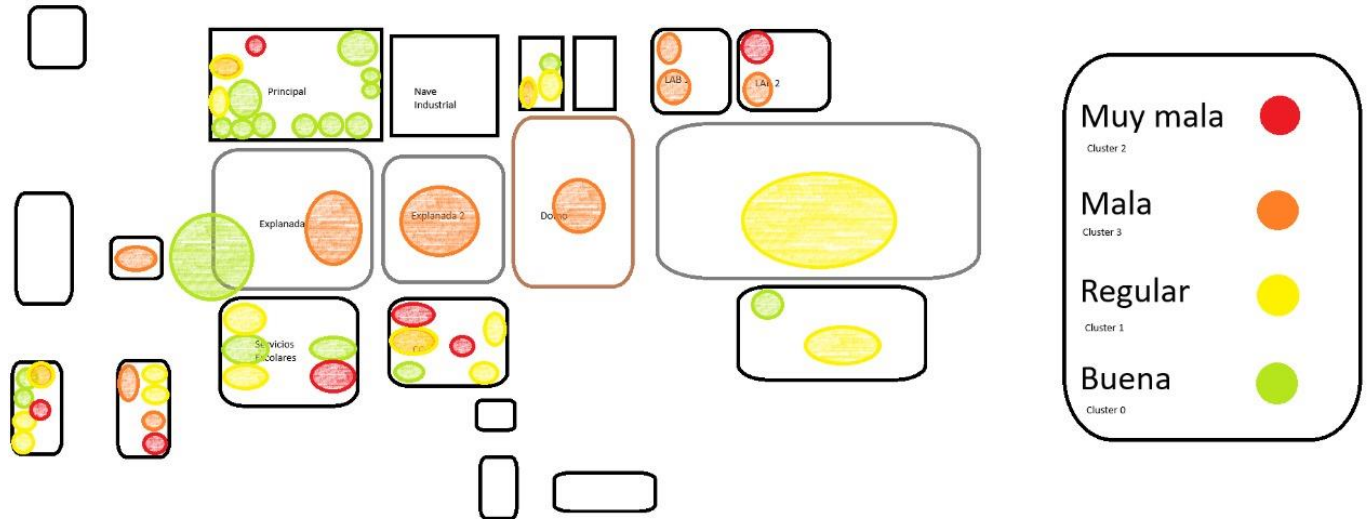 Principal
Nave
Industrial
LAB 1
LAB 2
Explanada
Explanada 2
Domo
Servicios
Escolares
Muy mala
Cluster 2
Mala
Cluster 3
Regular
Cluster 1
Buena
Cluster 0